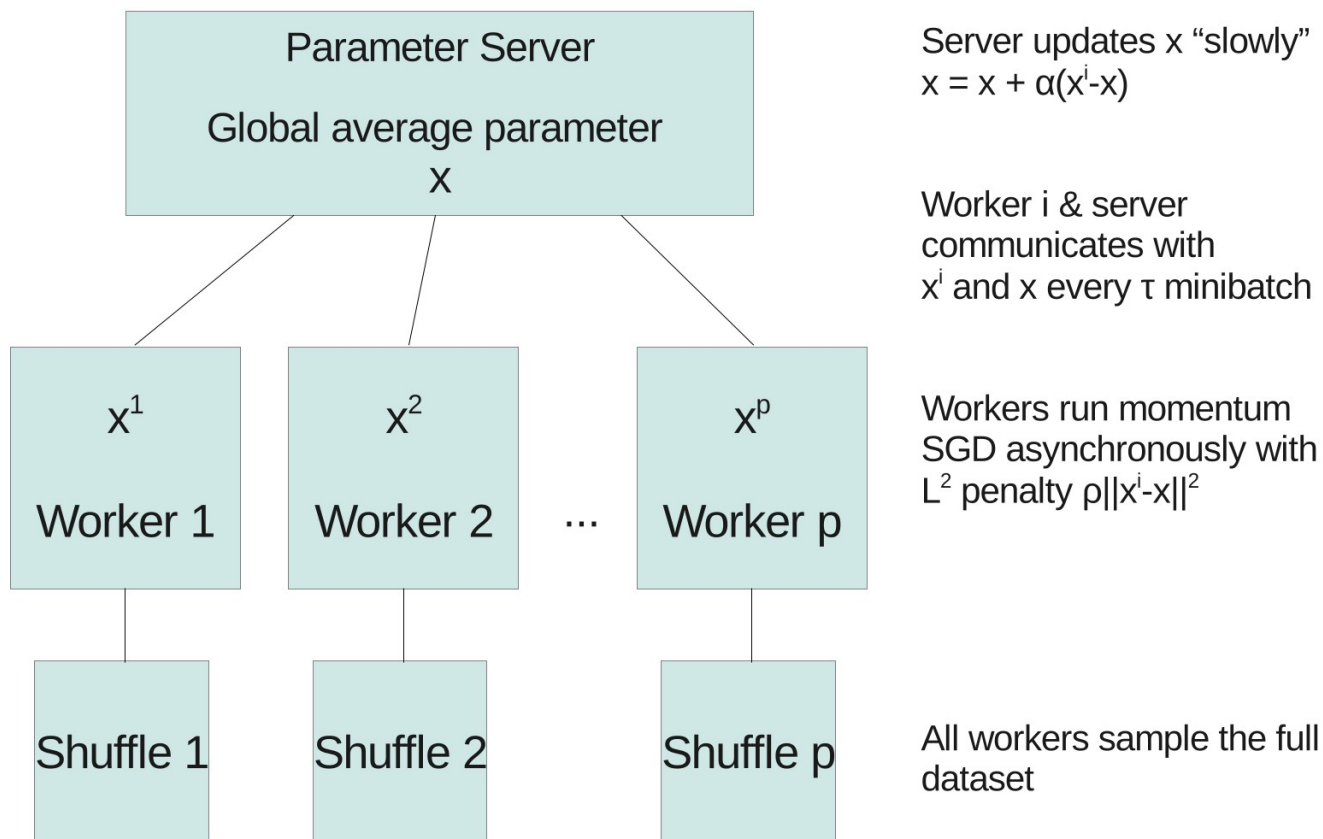 Parameter Server
Global average parameter
x
Server updates x “slowly”
x = x + α(xⁱ-x)
Worker i & server
communicates with
xⁱ and x every τ minibatch
x¹
Worker 1
x²
Worker 2
...
xᵖ
Worker p
Workers run momentum
SGD asynchronously with
L² penalty ρ||xⁱ-x||²
Shuffle 1
Shuffle 2
Shuffle p
All workers sample the full
dataset